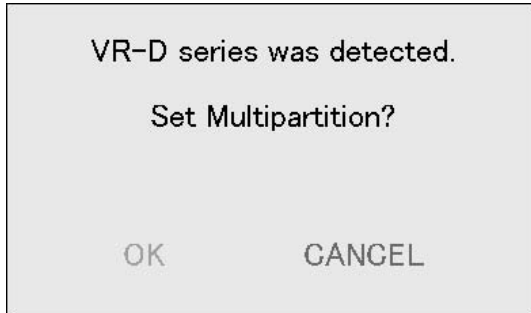 VR-D series was detected.
Set Multipartition?
OK CANCEL